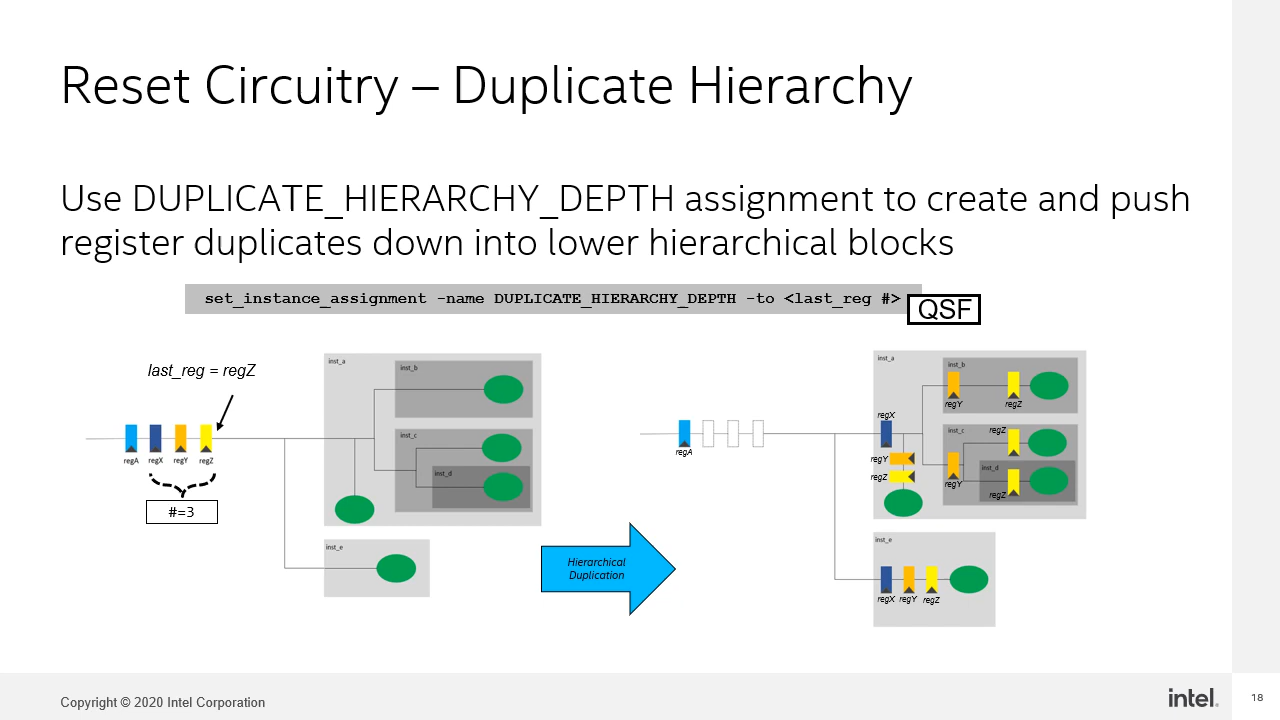 Reset Circuitry – Duplicate Hierarchy
Use DUPLICATE_HIERARCHY_DEPTH assignment to create and push
register duplicates down into lower hierarchical blocks
set_instance_assignment -name DUPLICATE_HIERARCHY_DEPTH -to <last_reg #>
QSF
last_reg = regZ
regA regX regY regZ
#=3
inst_a
inst_b
inst_c
inst_d
inst_e
Hierarchical
Duplication
regA
inst_a
inst_b
regY
regZ
regX
inst_c
regZ
regY
inst_d
regZ
regY
regZ
inst_e
regX regY regZ
Copyright © 2020 Intel Corporation
intel.
18